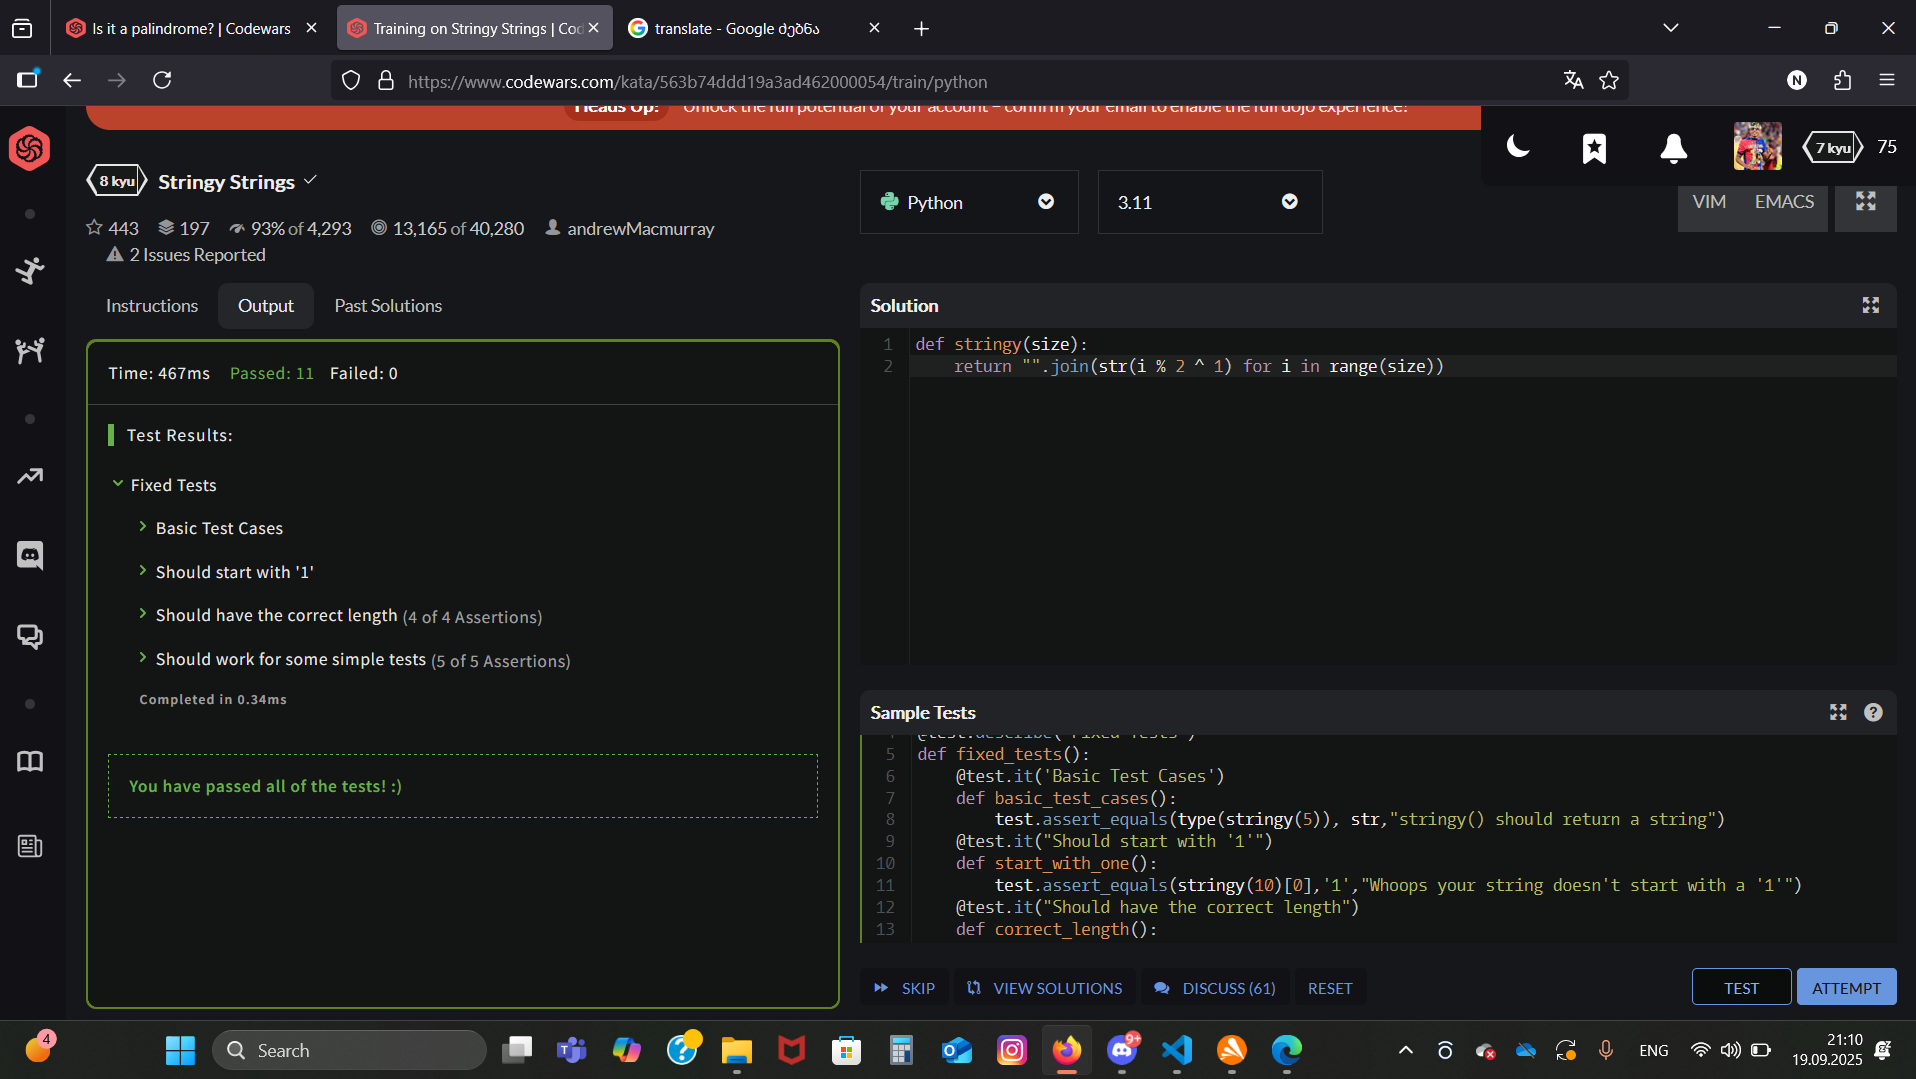 Is it a palindrome? | Codewars
Training on Stringy Strings | Cod
translate - Google ძებნა
https://www.codewars.com/kata/563b74ddd19a3ad462000054/train/python
N
Heads Up! Unlock the full potential of your account – confirm your email to enable the full dojo experience!
7 kyu 75
8 kyu Stringy Strings
443 197 93% of 4,293 13,165 of 40,280 andrewMacmurray
2 Issues Reported
Python
3.11
VIM EMACS
Instructions Output Past Solutions
Time: 467ms Passed: 11 Failed: 0
Test Results:
Fixed Tests
Basic Test Cases
Should start with '1'
Should have the correct length (4 of 4 Assertions)
Should work for some simple tests (5 of 5 Assertions)
Completed in 0.34ms
You have passed all of the tests! :)
Solution
1 def stringy(size):
2 return "".join(str(i % 2 ^ 1) for i in range(size))
Sample Tests
4 @test.describe("Fixed Tests")
5 def fixed_tests():
6 @test.it('Basic Test Cases')
7 def basic_test_cases():
8 test.assert_equals(type(stringy(5)), str,"stringy() should return a string")
9 @test.it("Should start with '1'")
10 def start_with_one():
11 test.assert_equals(stringy(10)[0],'1',"Whoops your string doesn't start with a '1'")
12 @test.it("Should have the correct length")
13 def correct_length():
SKIP VIEW SOLUTIONS DISCUSS (61) RESET
TEST ATTEMPT
4
Search
9+
ENG
21:10
19.09.2025